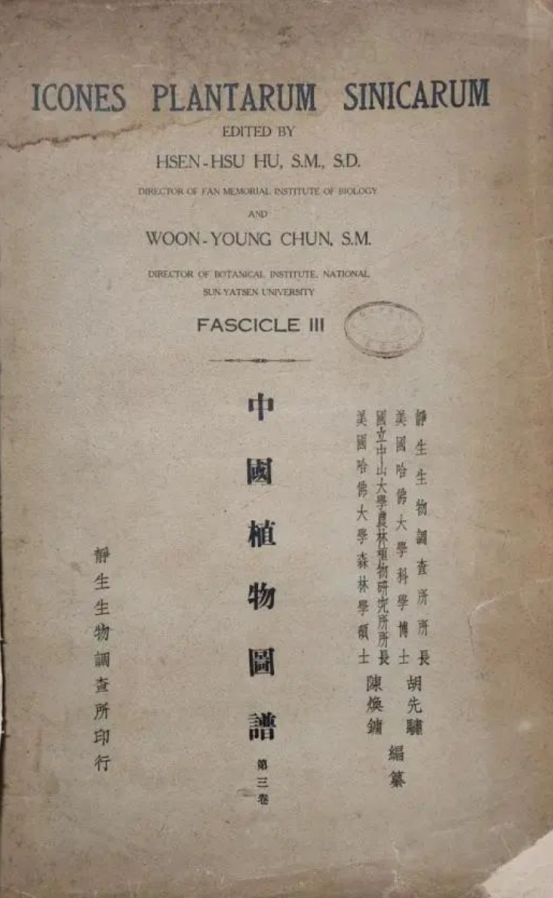 ICONES PLANTARUM SINICARUM
EDITED BY
HSEN-HSU HU, S.M., S.D.
DIRECTOR OF FAN MEMORIAL INSTITUTE OF BIOLOGY
AND
WOON-YOUNG CHUN, S.M.
DIRECTOR OF BOTANICAL INSTITUTE, NATIONAL
SUN-YATSEN UNIVERSITY
FASCICLE III
靜生生物調查所所長
美國哈佛大學科學博士
胡先驌
國立中山大學農林植物研究所所長
美國哈佛大學森林學碩士
陳煥鏞
編纂
中國植物圖譜
第三卷
靜生生物調查所印行